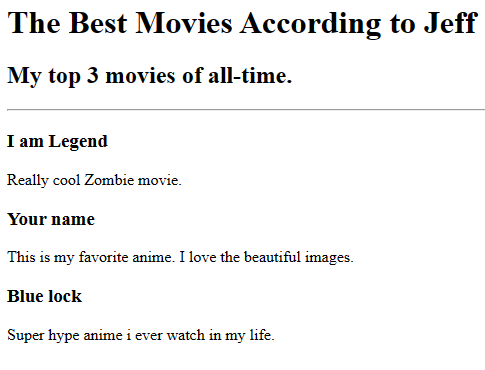 The Best Movies According to Jeff
My top 3 movies of all-time.
I am Legend
Really cool Zombie movie.
Your name
This is my favorite anime. I love the beautiful images.
Blue lock
Super hype anime i ever watch in my life.